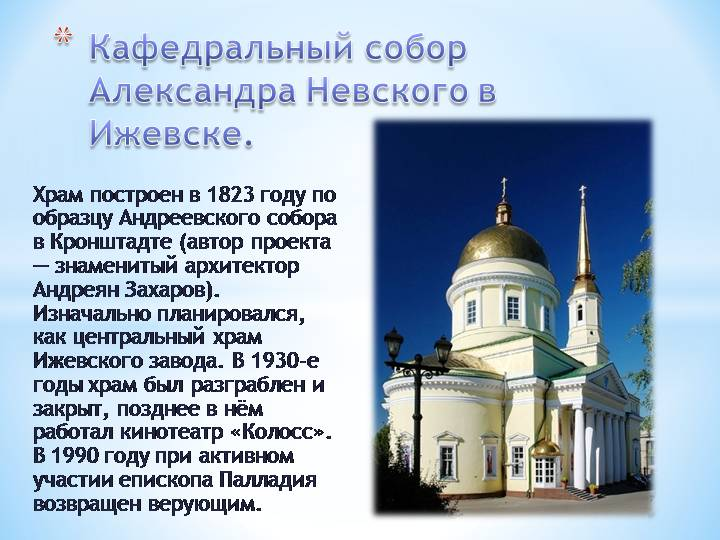 * Кафедральный собор
Александра Невского в
Ижевске.
Храм построен в 1823 году по
образцу Андреевского собора
в Кронштадте (автор проекта
— знаменитый архитектор
Андреян Захаров).
Изначально планировался,
как центральный храм
Ижевского завода. В 1930-е
годы храм был разграблен и
закрыт, позднее в нём
работал кинотеатр «Колосс».
В 1990 году при активном
участии епископа Палладия
возвращен верующим.